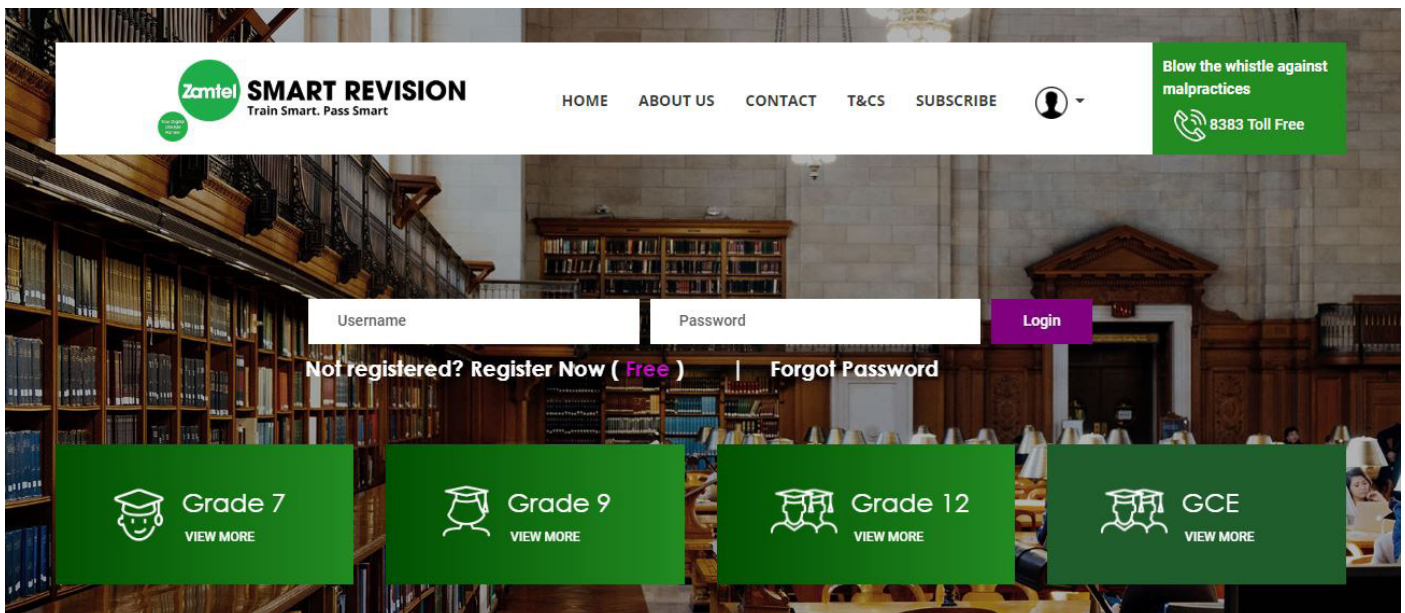 Zamtel
SMART REVISION
Train Smart. Pass Smart
HOME ABOUT US CONTACT T&CS SUBSCRIBE
Blow the whistle against
malpractices
8383 Toll Free
Username Password Login
Not registered? Register Now ( Free ) | Forgot Password
Grade 7
VIEW MORE
Grade 9
VIEW MORE
Grade 12
VIEW MORE
GCE
VIEW MORE